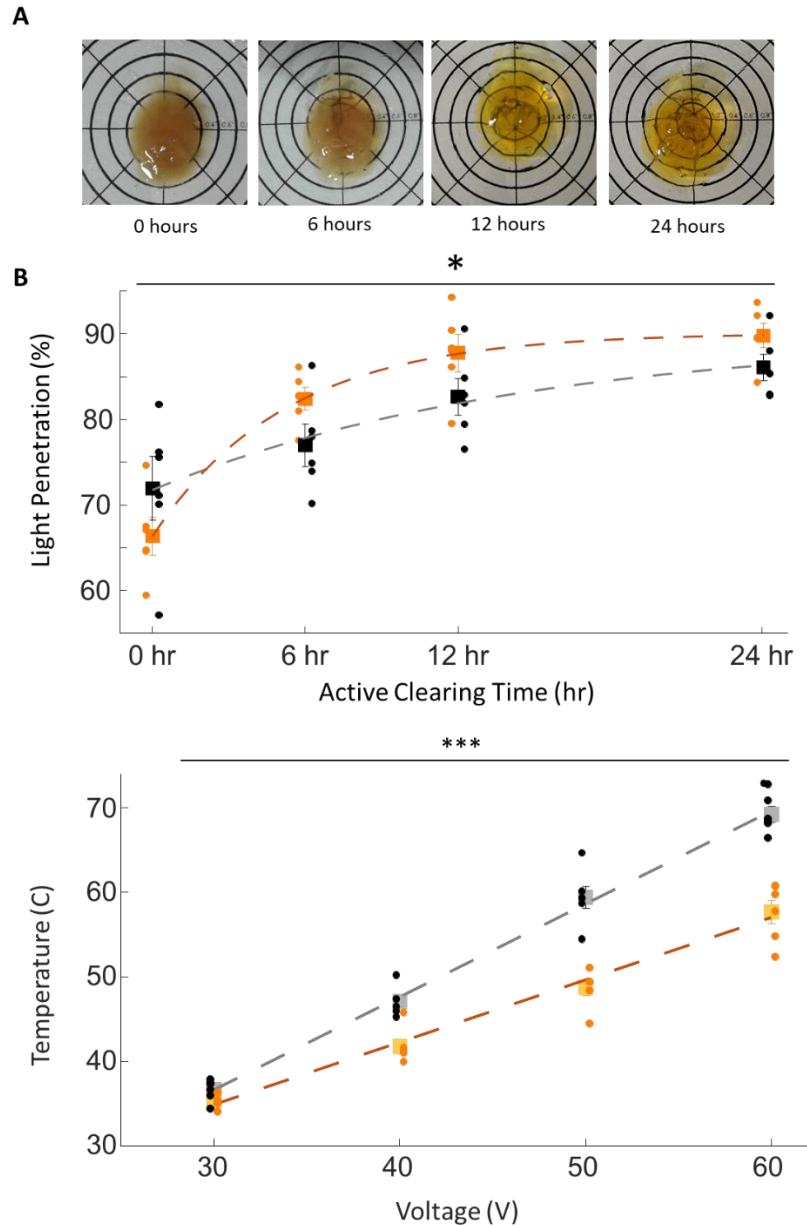 A
0 hours
6 hours
12 hours
24 hours
B
*
Light Penetration (%)
90
80
70
60
0 hr
6 hr
12 hr
24 hr
Active Clearing Time (hr)
***
Temperature (C)
70
60
50
40
30
30
40
50
60
Voltage (V)